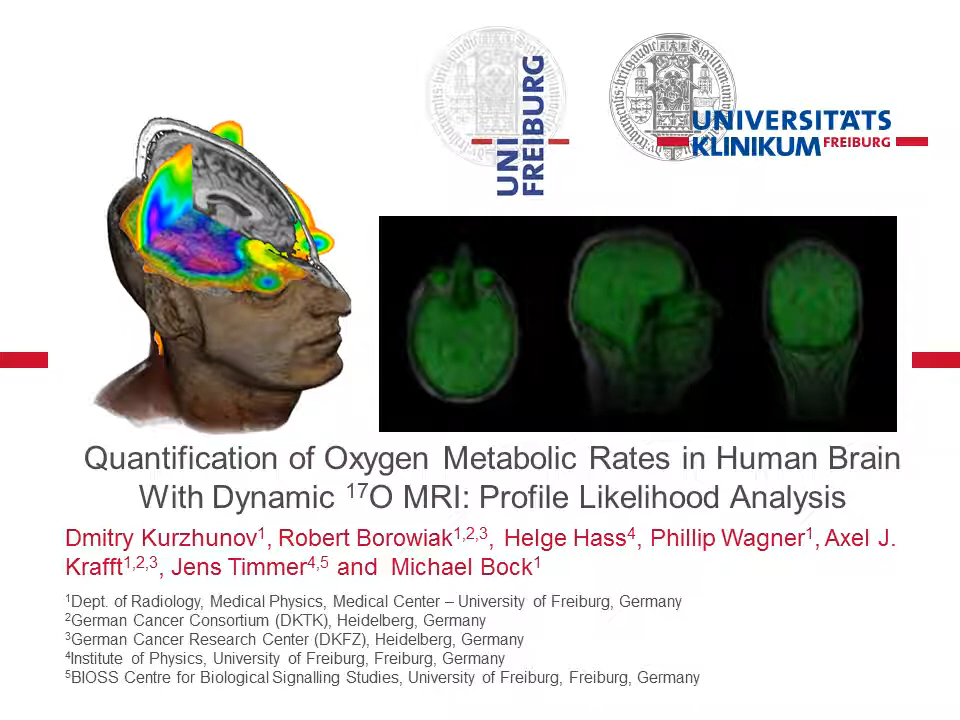 UNI
FREIBURG
UNIVERSITÄTS
KLINIKUM FREIBURG
Quantification of Oxygen Metabolic Rates in Human Brain
With Dynamic ¹⁷O MRI: Profile Likelihood Analysis
Dmitry Kurzhunov¹, Robert Borowiak¹,²,³, Helge Hass⁴, Phillip Wagner¹, Axel J.
Krafft¹,²,³, Jens Timmer⁴,⁵ and Michael Bock¹
¹Dept. of Radiology, Medical Physics, Medical Center – University of Freiburg, Germany
²German Cancer Consortium (DKTK), Heidelberg, Germany
³German Cancer Research Center (DKFZ), Heidelberg, Germany
⁴Institute of Physics, University of Freiburg, Freiburg, Germany
⁵BIOSS Centre for Biological Signalling Studies, University of Freiburg, Freiburg, Germany